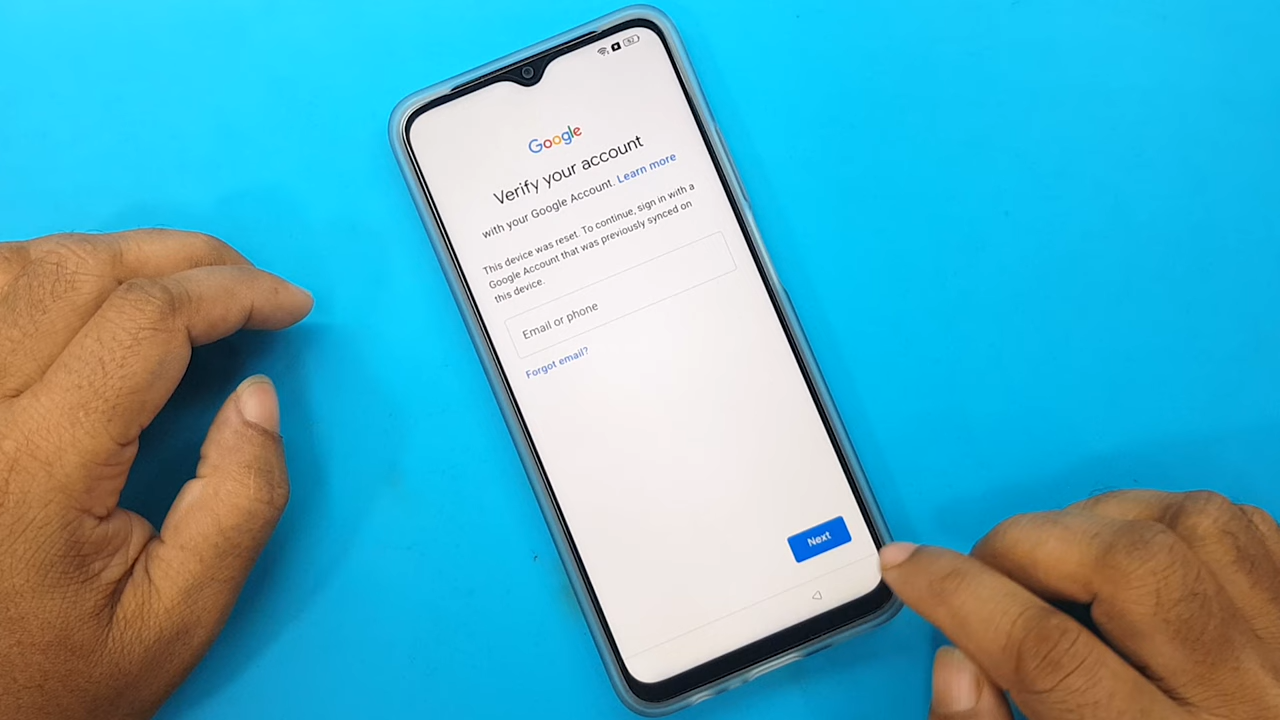 Google
Verify your account
with your Google Account. Learn more
This device was reset. To continue, sign in with a
Google Account that was previously synced on
this device.
Email or phone
Forgot email?
Next